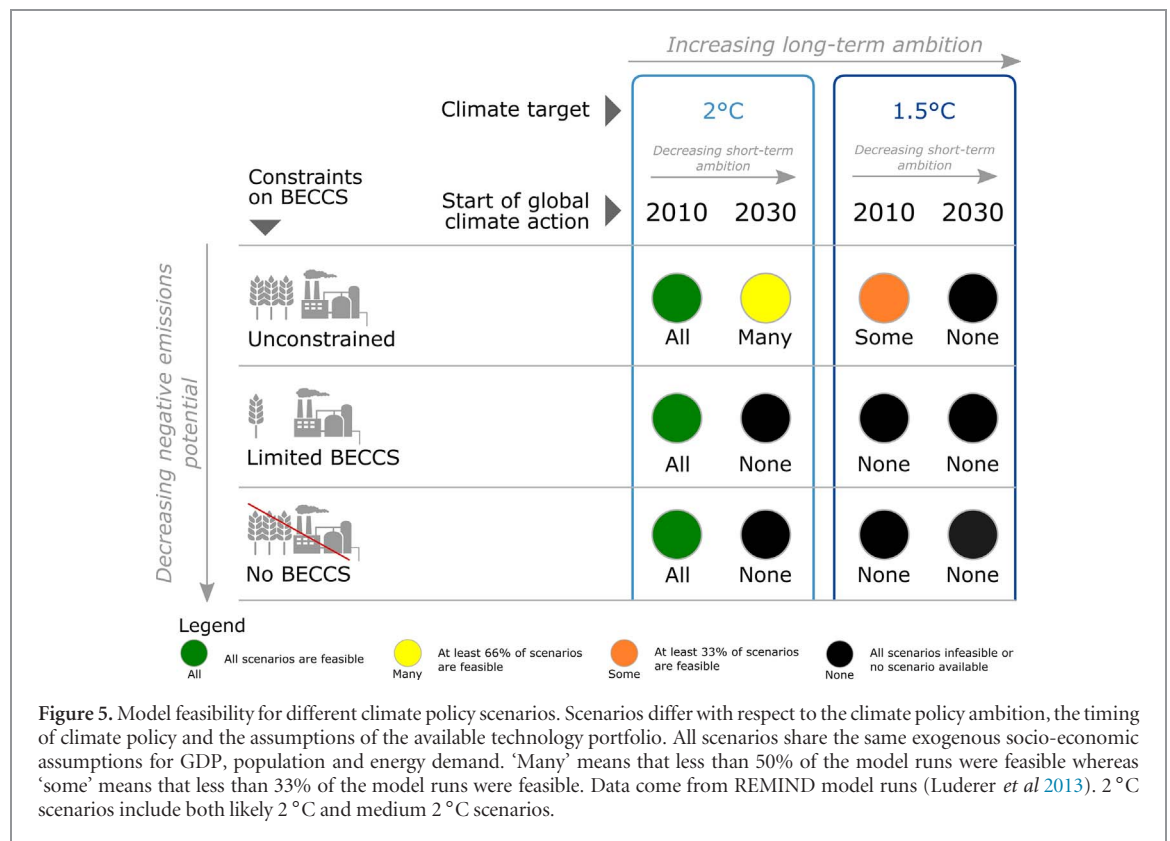 Increasing long-term ambition
Climate target
2°C
1.5°C
Decreasing short-term
ambition
Decreasing short-term
ambition
Constraints
on BECCS
Start of global
climate action
2010
2030
2010
2030
Decreasing negative emissions
potential
Unconstrained
All
Many
Some
None
Limited BECCS
All
None
None
None
No BECCS
All
None
None
None
Legend
All
All scenarios are feasible
Many
At least 66% of scenarios
are feasible
Some
At least 33% of scenarios
are feasible
None
All scenarios infeasible or
no scenario available
Figure 5. Model feasibility for different climate policy scenarios. Scenarios differ with respect to the climate policy ambition, the timing
of climate policy and the assumptions of the available technology portfolio. All scenarios share the same exogenous socio-economic
assumptions for GDP, population and energy demand. ‘Many’ means that less than 50% of the model runs were feasible whereas
‘some’ means that less than 33% of the model runs were feasible. Data come from REMIND model runs (Luderer et al 2013). 2 °C
scenarios include both likely 2 °C and medium 2 °C scenarios.